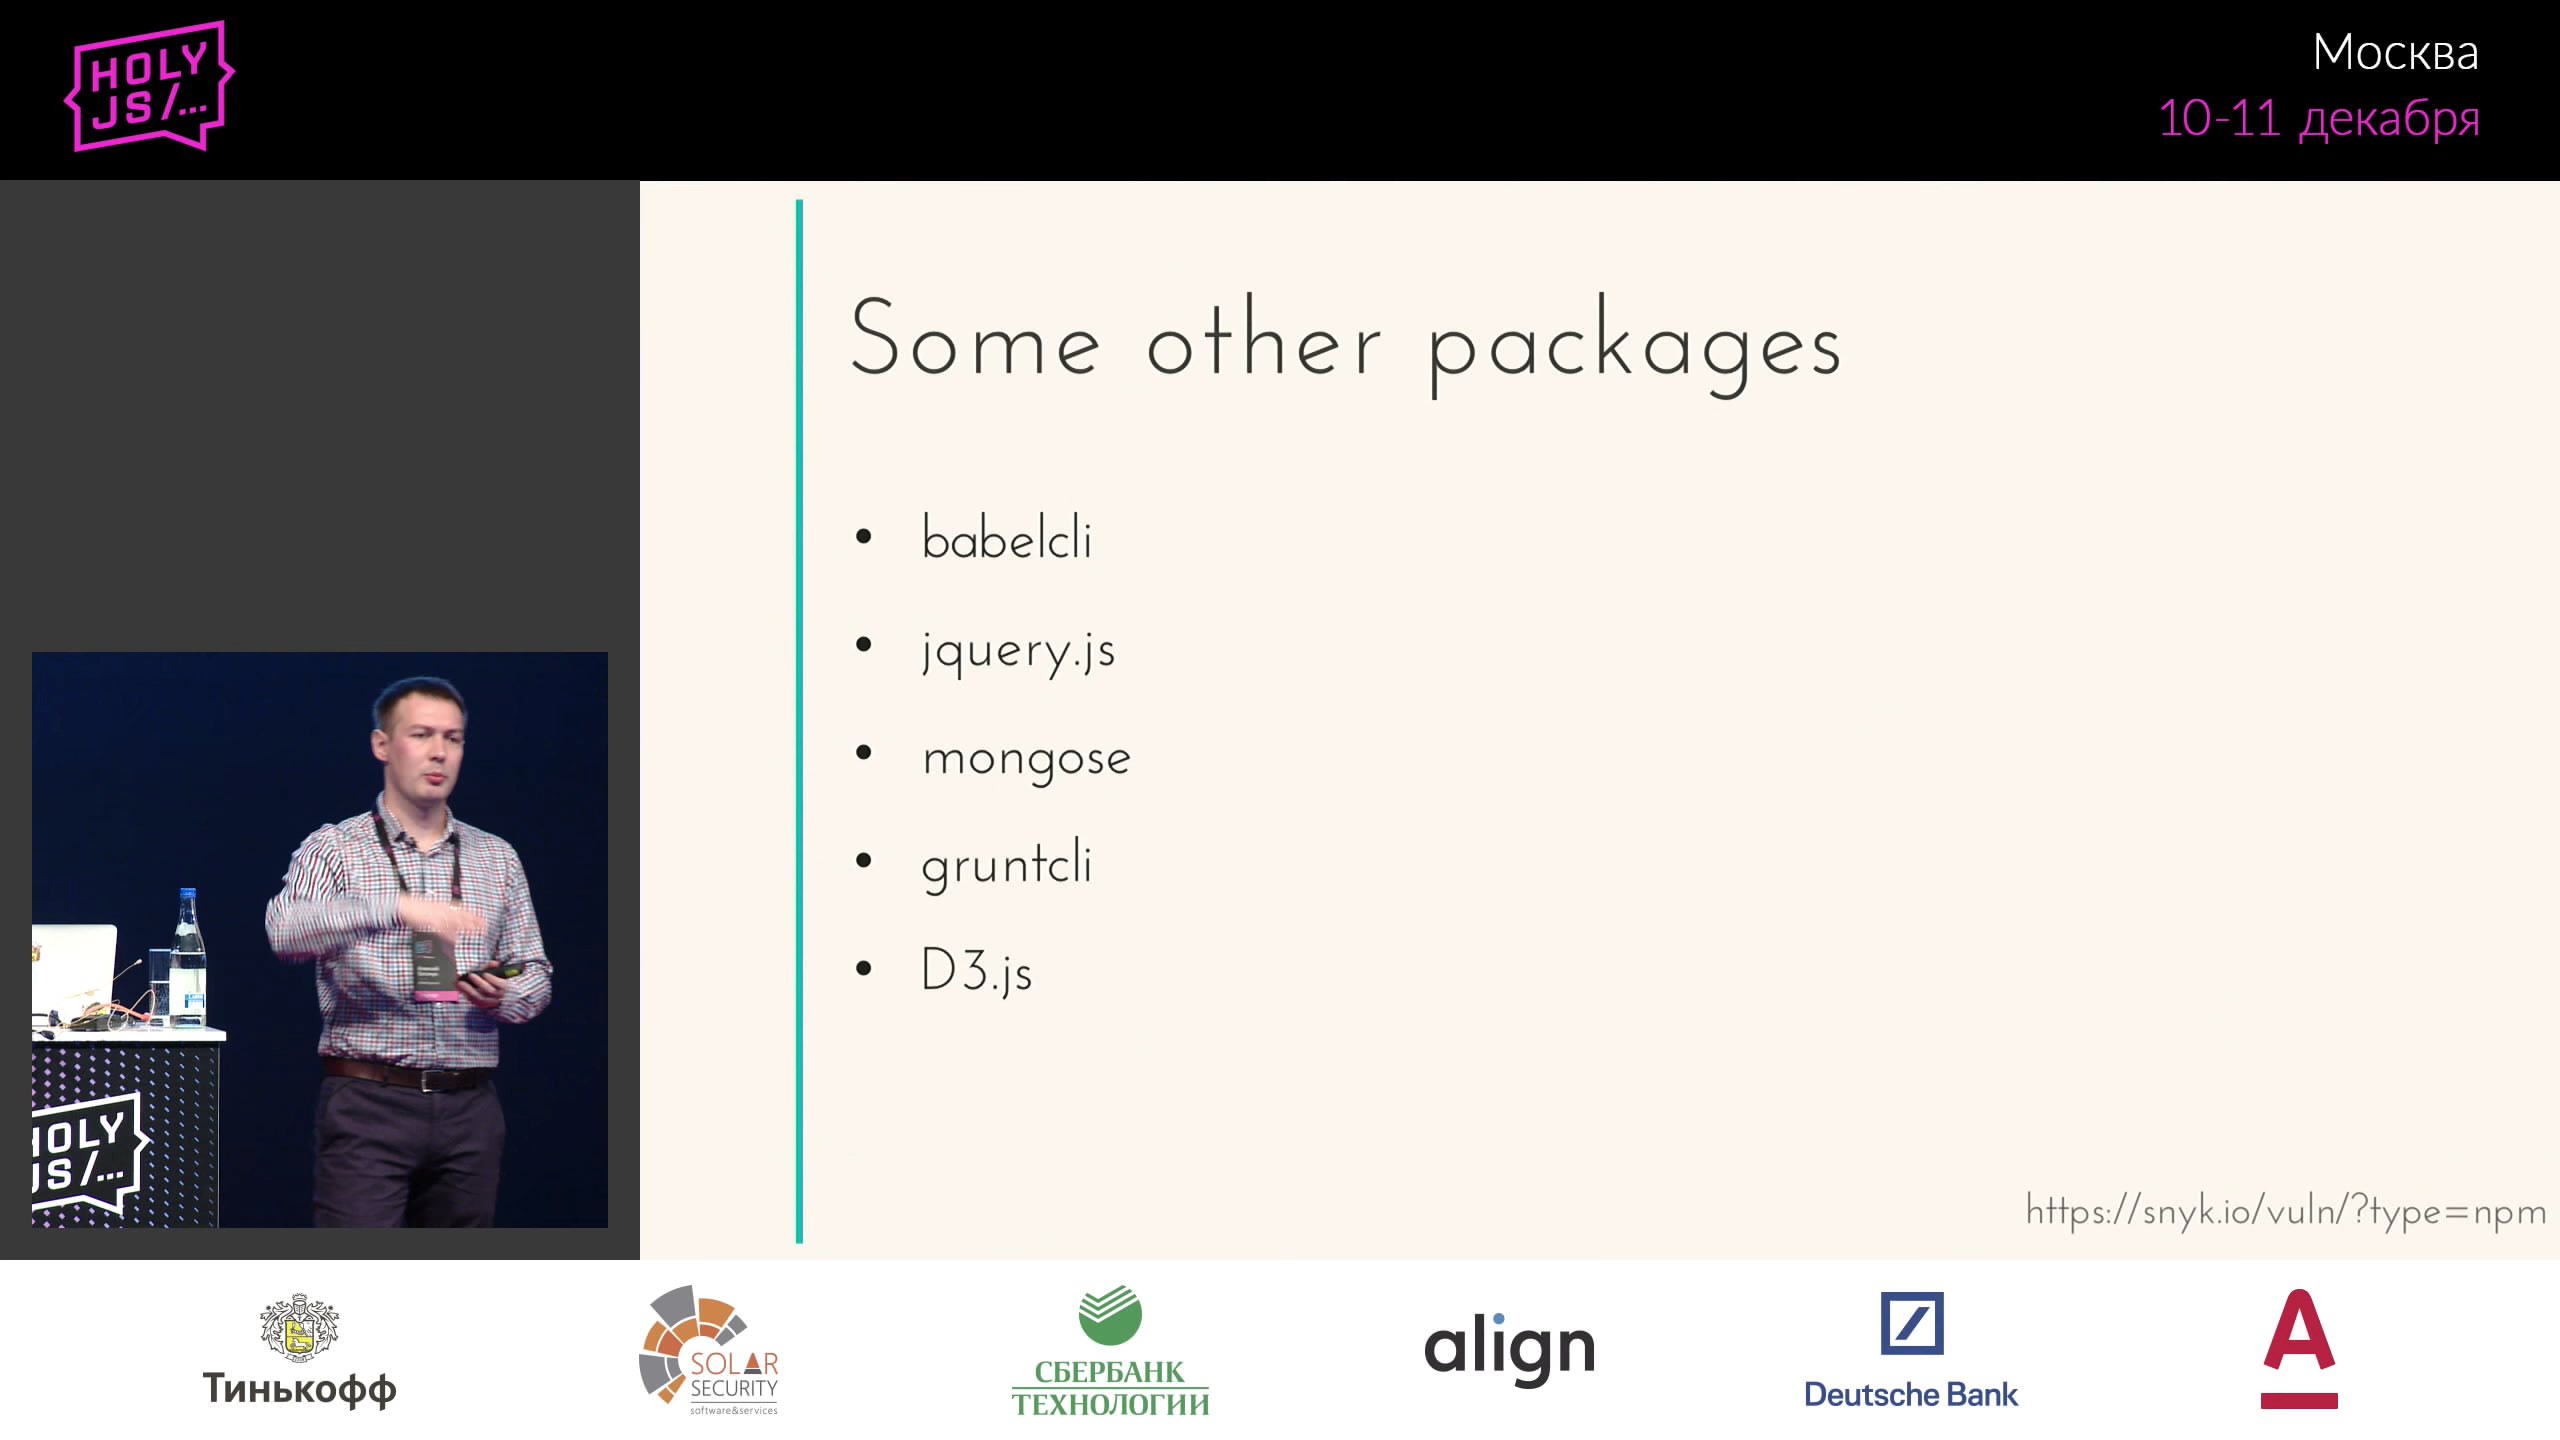 HOLY
JS/...
Москва
10-11 декабря
Some other packages
• babelcli
• jquery.js
• mongose
• gruntcli
• D3.js
https://snyk.io/vuln/?type=npm
HOLY
JS/...
Тинькофф
SOLAR
SECURITY
software&services
СБЕРБАНК
ТЕХНОЛОГИИ
align
Deutsche Bank
А